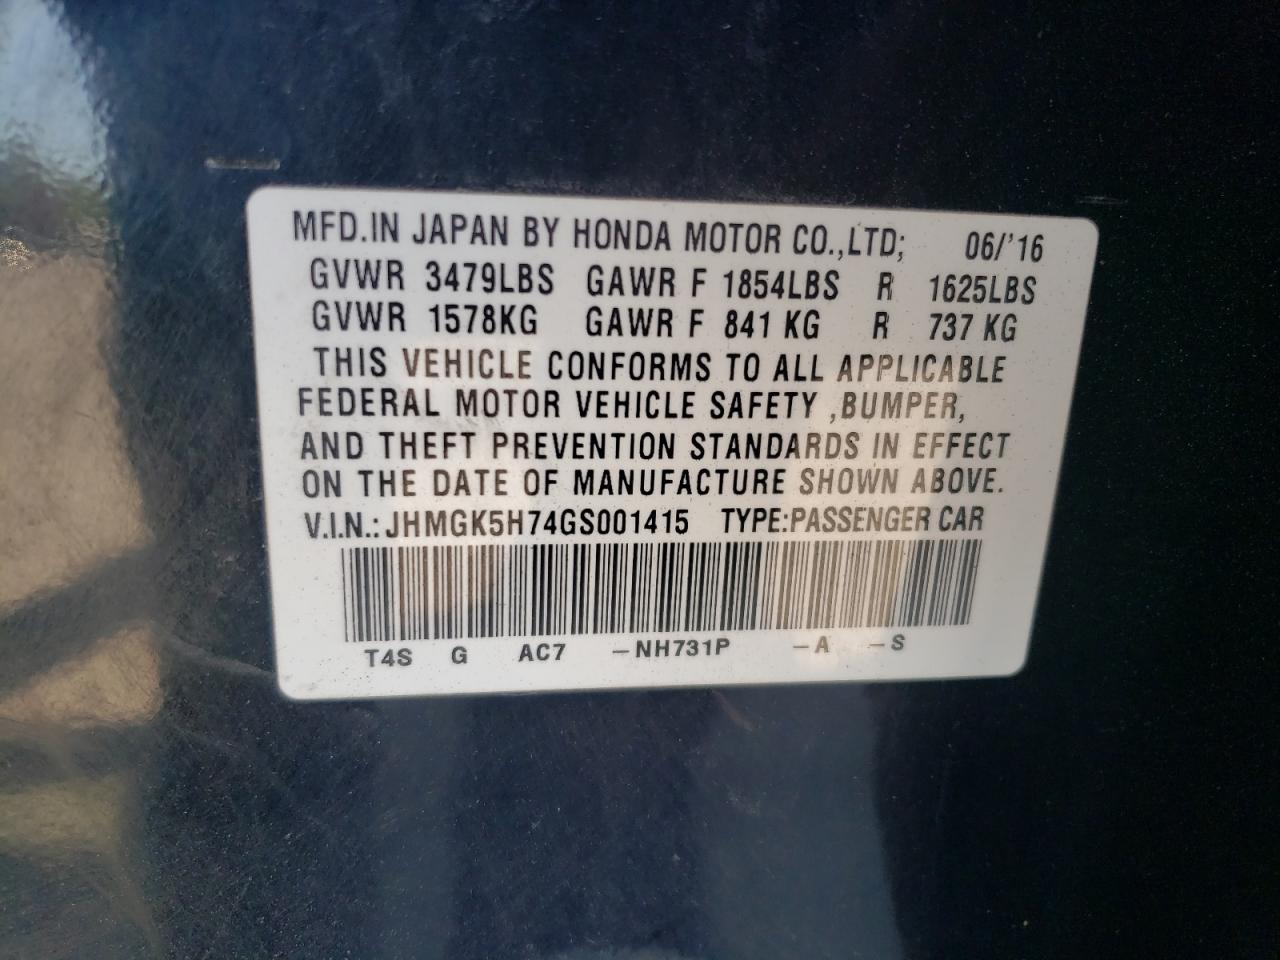 MFD.IN JAPAN BY HONDA MOTOR CO.,LTD; 06/'16
GVWR 3479LBS GAWR F 1854LBS R 1625LBS
GVWR 1578KG GAWR F 841 KG R 737 KG
THIS VEHICLE CONFORMS TO ALL APPLICABLE
FEDERAL MOTOR VEHICLE SAFETY ,BUMPER,
AND THEFT PREVENTION STANDARDS IN EFFECT
ON THE DATE OF MANUFACTURE SHOWN ABOVE.
V.I.N.:JHMGK5H74GS001415 TYPE:PASSENGER CAR
T4S G AC7 –NH731P –A –S